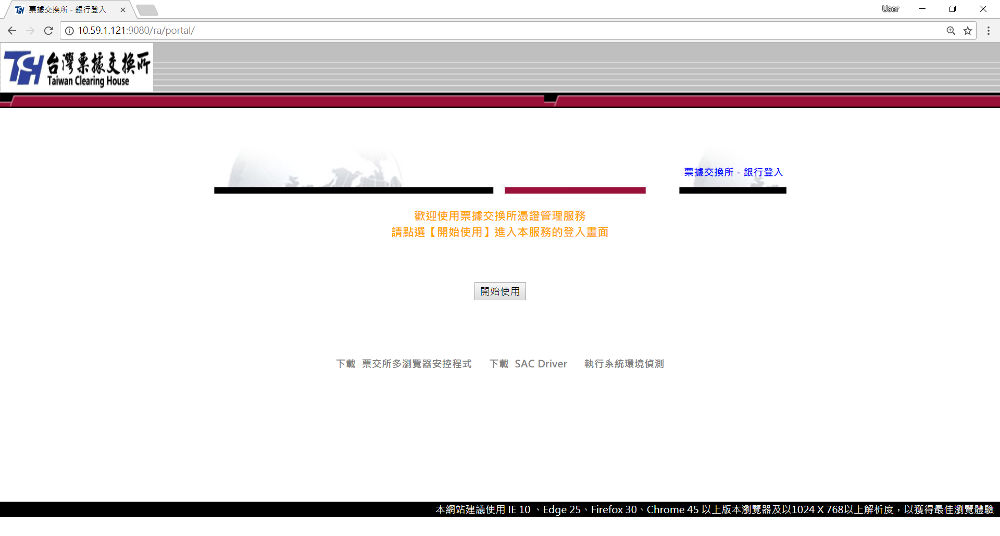 票據交換所 - 銀行登入
User
10.59.1.121:9080/ra/portal/
TCH 台灣票據交換所
Taiwan Clearing House
票據交換所 - 銀行登入
歡迎使用票據交換所憑證管理服務
請點選【開始使用】進入本服務的登入畫面
開始使用
下載 票交所多瀏覽器安控程式 下載 SAC Driver 執行系統環境偵測
本網站建議使用 IE 10 、Edge 25、Firefox 30、Chrome 45 以上版本瀏覽器及以1024 X 768以上解析度，以獲得最佳瀏覽體驗